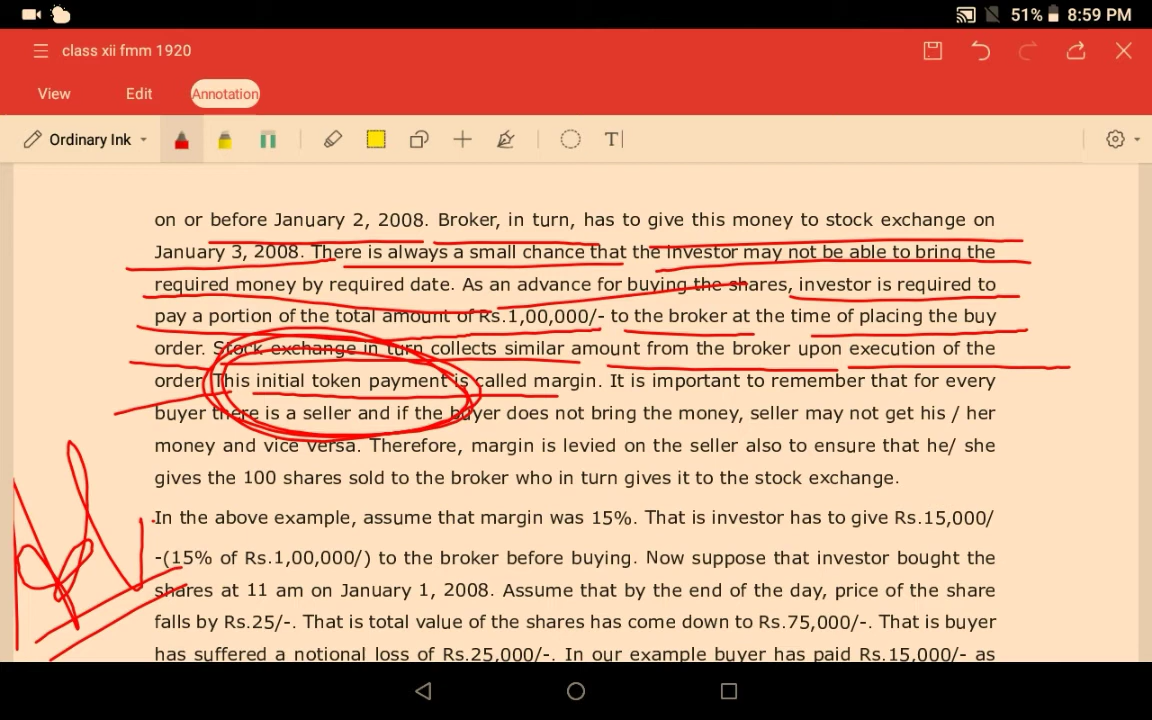 51% 8:59 PM
class xii fmm 1920
View Edit Annotation
Ordinary Ink T
on or before January 2, 2008. Broker, in turn, has to give this money to stock exchange on
January 3, 2008. There is always a small chance that the investor may not be able to bring the
required money by required date. As an advance for buying the shares, investor is required to
pay a portion of the total amount of Rs.1,00,000/- to the broker at the time of placing the buy
order. Stock exchange in turn collects similar amount from the broker upon execution of the
order. This initial token payment is called margin. It is important to remember that for every
buyer there is a seller and if the buyer does not bring the money, seller may not get his / her
money and vice versa. Therefore, margin is levied on the seller also to ensure that he/ she
gives the 100 shares sold to the broker who in turn gives it to the stock exchange.
In the above example, assume that margin was 15%. That is investor has to give Rs.15,000/
-(15% of Rs.1,00,000/) to the broker before buying. Now suppose that investor bought the
shares at 11 am on January 1, 2008. Assume that by the end of the day, price of the share
falls by Rs.25/-. That is total value of the shares has come down to Rs.75,000/-. That is buyer
has suffered a notional loss of Rs.25,000/-. In our example buyer has paid Rs.15,000/- as